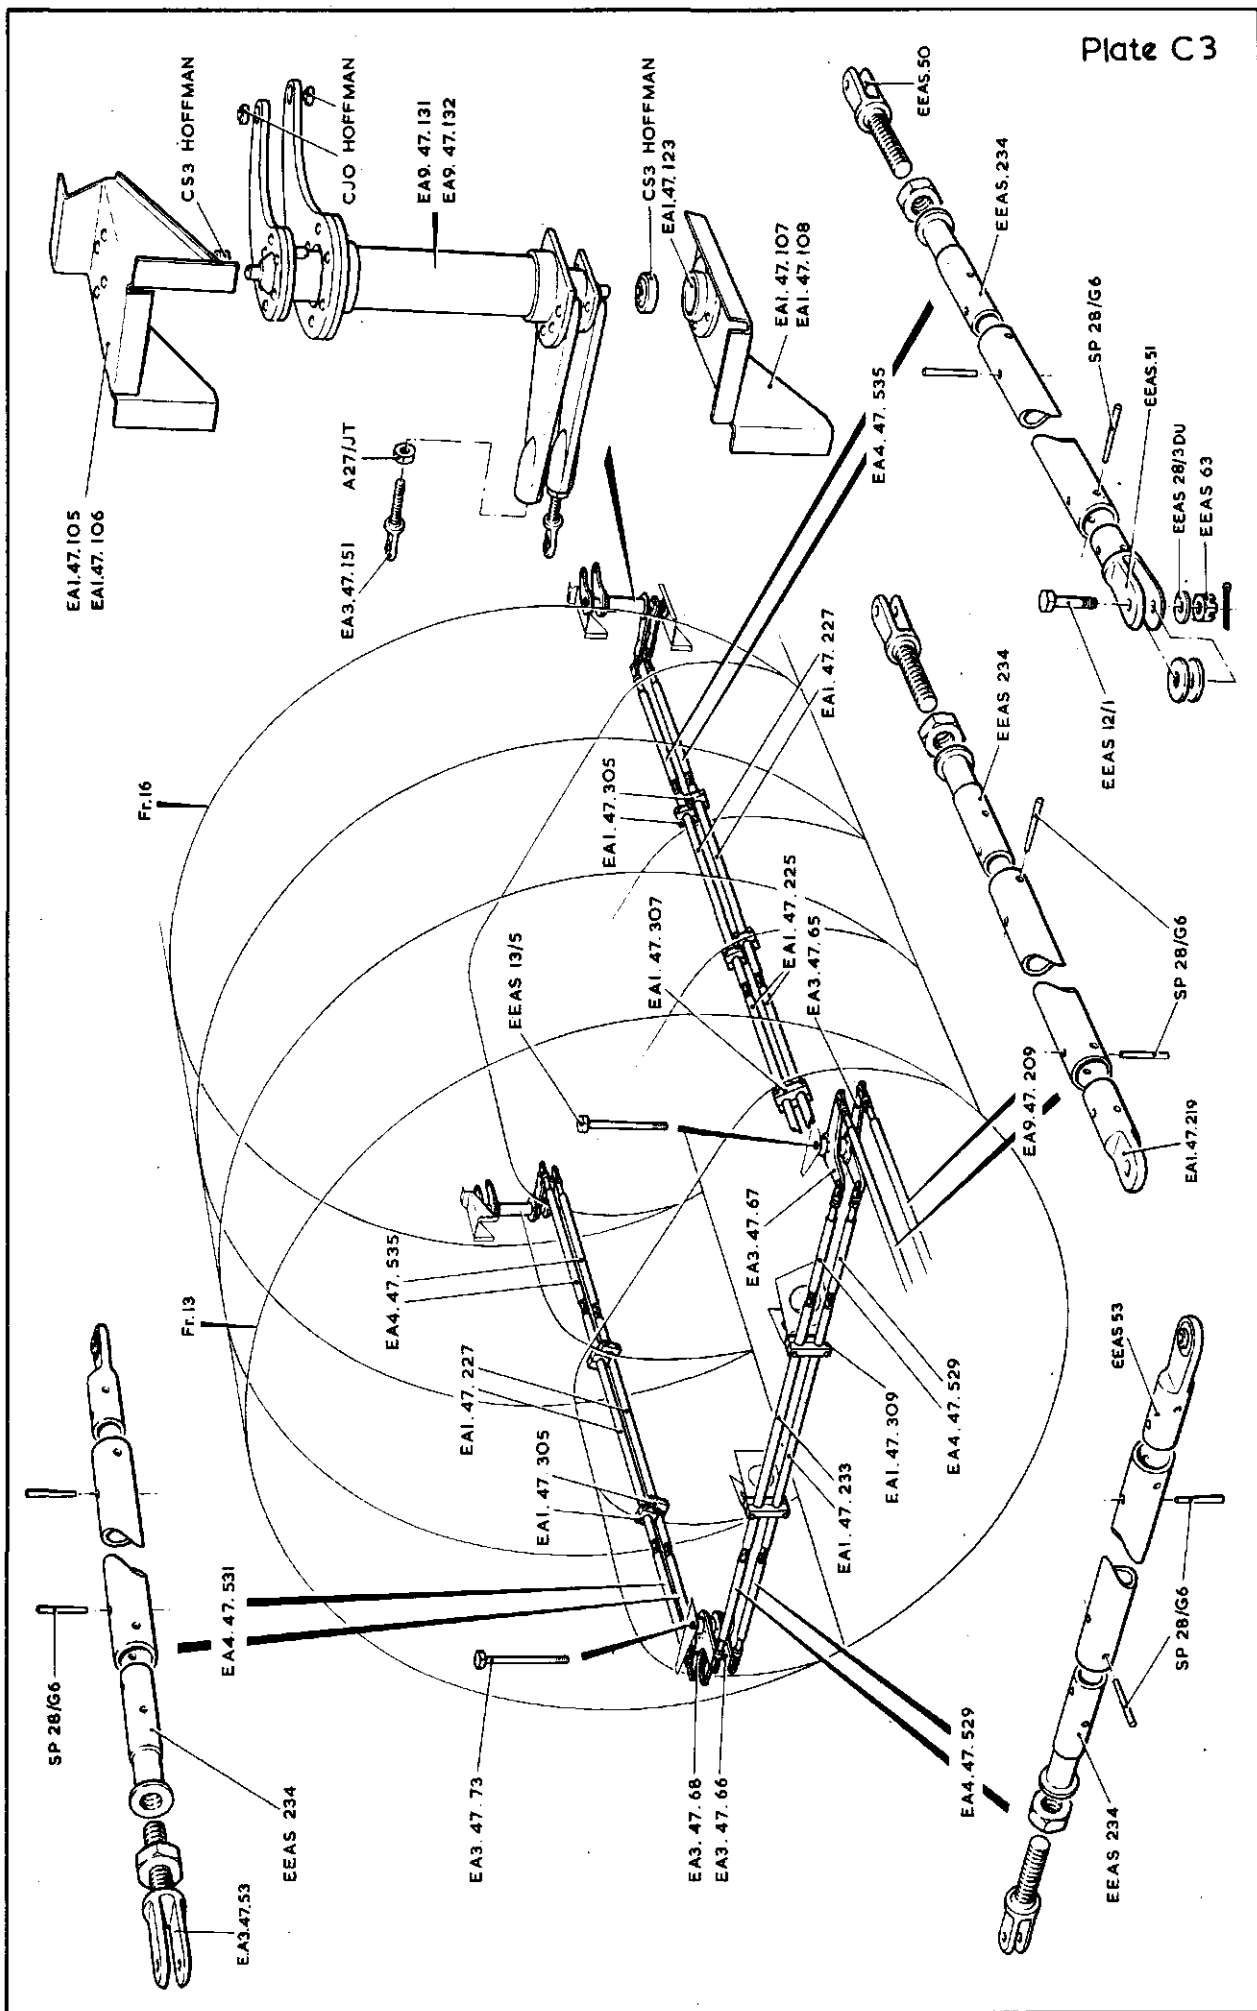 Plate C3
EA1.47.105
EA1.47.106
CS3 HOFFMAN
CJO HOFFMAN
EA9.47.131
EA9.47.132
CS3 HOFFMAN
EA1.47.123
EA1.47.107
EA1.47.108
A27/JT
EA3.47.151
EA4.47.535
EEAS.50
EEAS.234
SP 28/G6
EEAS.51
EEAS 28/3DU
EEAS 63
EEAS 12/1
Fr.16
EA1.47.305
EA1.47.227
EA1.47.307
EA1.47.225
EA3.47.65
EEAS 13/5
EEAS 234
SP 28/G6
EA9.47.209
EA1.47.219
Fr.13
EA4.47.535
EA1.47.227
EA1.47.305
EA3.47.67
EA4.47.529
EA1.47.309
EA1.47.233
EA4.47.531
SP 28/G6
EEAS 234
E.A3.47.53
EA3.47.73
EA3.47.68
EA3.47.66
EA4.47.529
EEAS 53
SP 28/G6
EEAS 234